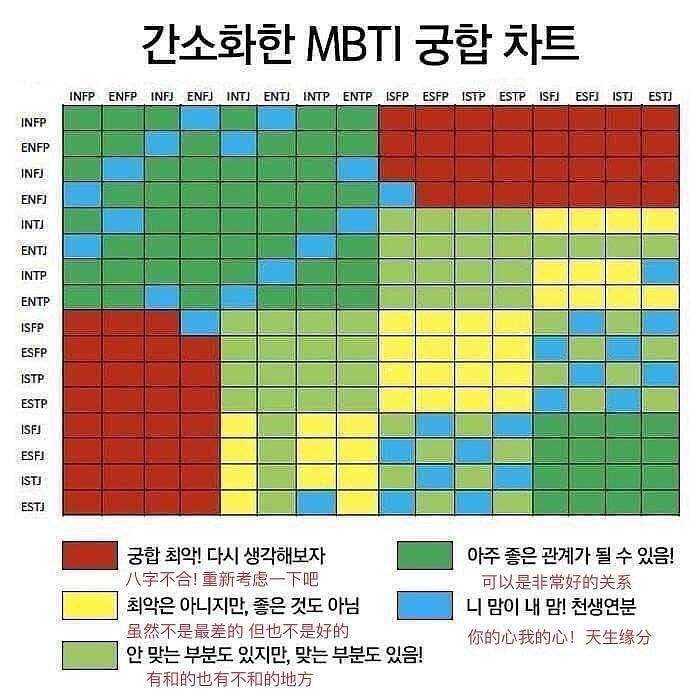 간소화한 MBTI 궁합 차트
INFP ENFP INFJ ENFJ INTJ ENTJ INTP ENTP ISFP ESFP ISTP ESTP ISFJ ESFJ ISTJ ESTJ
INFP
ENFP
INFJ
ENFJ
INTJ
ENTJ
INTP
ENTP
ISFP
ESFP
ISTP
ESTP
ISFJ
ESFJ
ISTJ
ESTJ
궁합 최악! 다시 생각해보자
八字不合! 重新考虑一下吧
최악은 아니지만, 좋은 것도 아님
虽然不是最差的 但也不是好的
안 맞는 부분도 있지만, 맞는 부분도 있음!
有和的也有不和的地方
아주 좋은 관계가 될 수 있음!
可以是非常好的关系
니 맘이 내 맘! 천생연분
你的心我的心！天生缘分